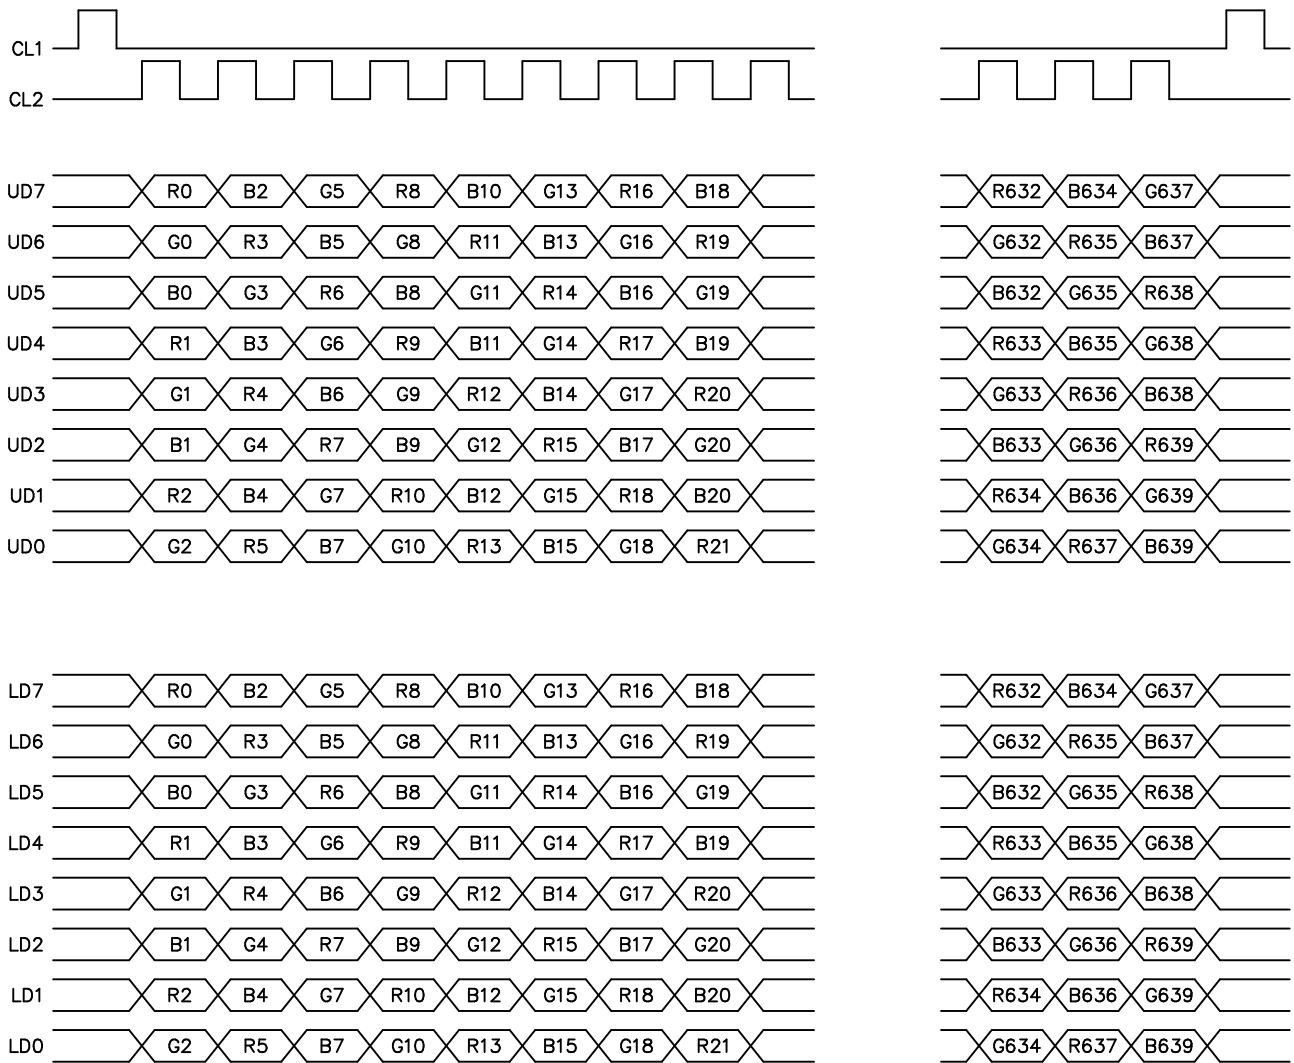 CL1
CL2
UD7 R0 B2 G5 R8 B10 G13 R16 B18 R632 B634 G637
UD6 G0 R3 B5 G8 R11 B13 G16 R19 G632 R635 B637
UD5 B0 G3 R6 B8 G11 R14 B16 G19 B632 G635 R638
UD4 R1 B3 G6 R9 B11 G14 R17 B19 R633 B635 G638
UD3 G1 R4 B6 G9 R12 B14 G17 R20 G633 R636 B638
UD2 B1 G4 R7 B9 G12 R15 B17 G20 B633 G636 R639
UD1 R2 B4 G7 R10 B12 G15 R18 B20 R634 B636 G639
UD0 G2 R5 B7 G10 R13 B15 G18 R21 G634 R637 B639
LD7 R0 B2 G5 R8 B10 G13 R16 B18 R632 B634 G637
LD6 G0 R3 B5 G8 R11 B13 G16 R19 G632 R635 B637
LD5 B0 G3 R6 B8 G11 R14 B16 G19 B632 G635 R638
LD4 R1 B3 G6 R9 B11 G14 R17 B19 R633 B635 G638
LD3 G1 R4 B6 G9 R12 B14 G17 R20 G633 R636 B638
LD2 B1 G4 R7 B9 G12 R15 B17 G20 B633 G636 R639
LD1 R2 B4 G7 R10 B12 G15 R18 B20 R634 B636 G639
LD0 G2 R5 B7 G10 R13 B15 G18 R21 G634 R637 B639